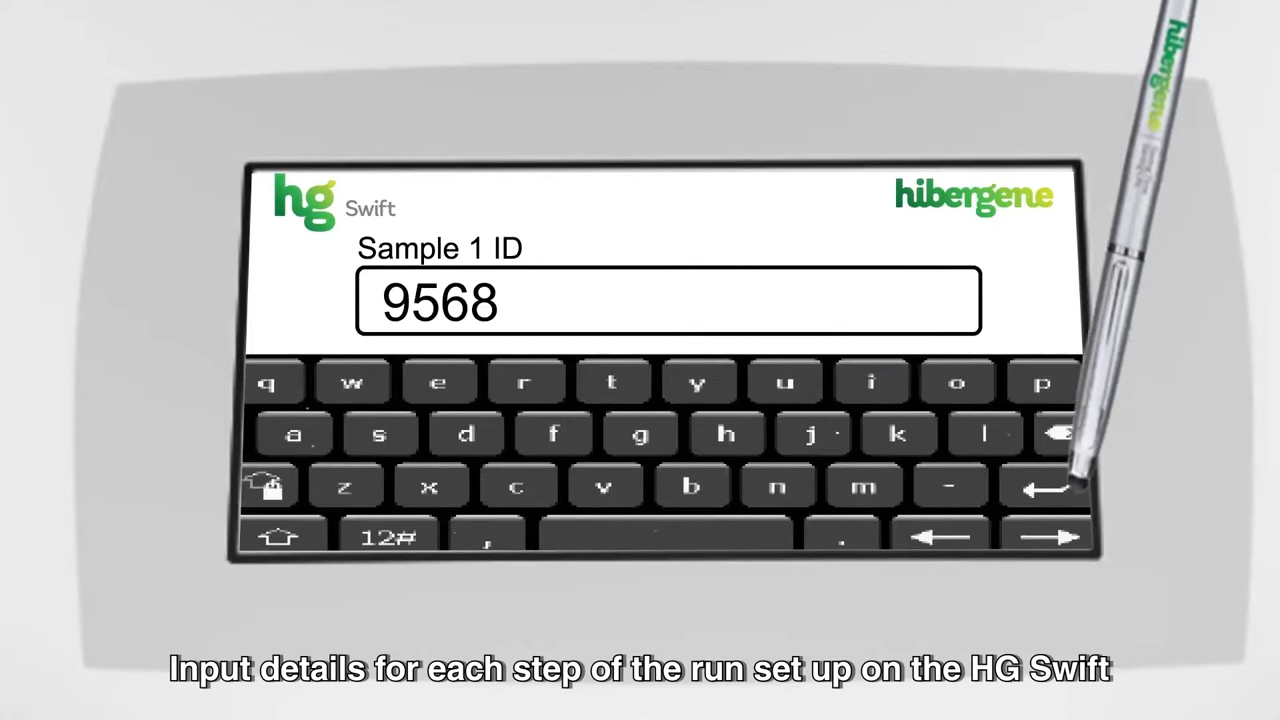 hibergene
hg Swift
hibergene
Sample 1 ID
9568
q w e r t y u i o p
a s d f g h j k l
z x c v b n m -
12# , .
Input details for each step of the run set up on the HG Swift